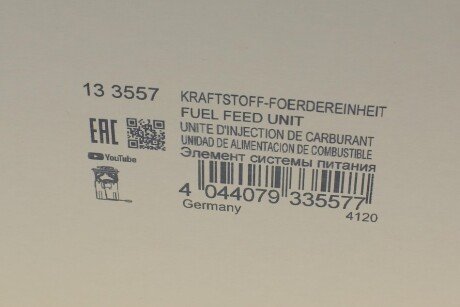 13 3557
KRAFTSTOFF-FOERDEREINHEIT
FUEL FEED UNIT
UNITE D'INJECTION DE CARBURANT
UNIDAD DE ALIMENTACION DE COMBUSTIBLE
Элемент системы питания
EAC
YouTube
4 044079 335577
Germany
4120